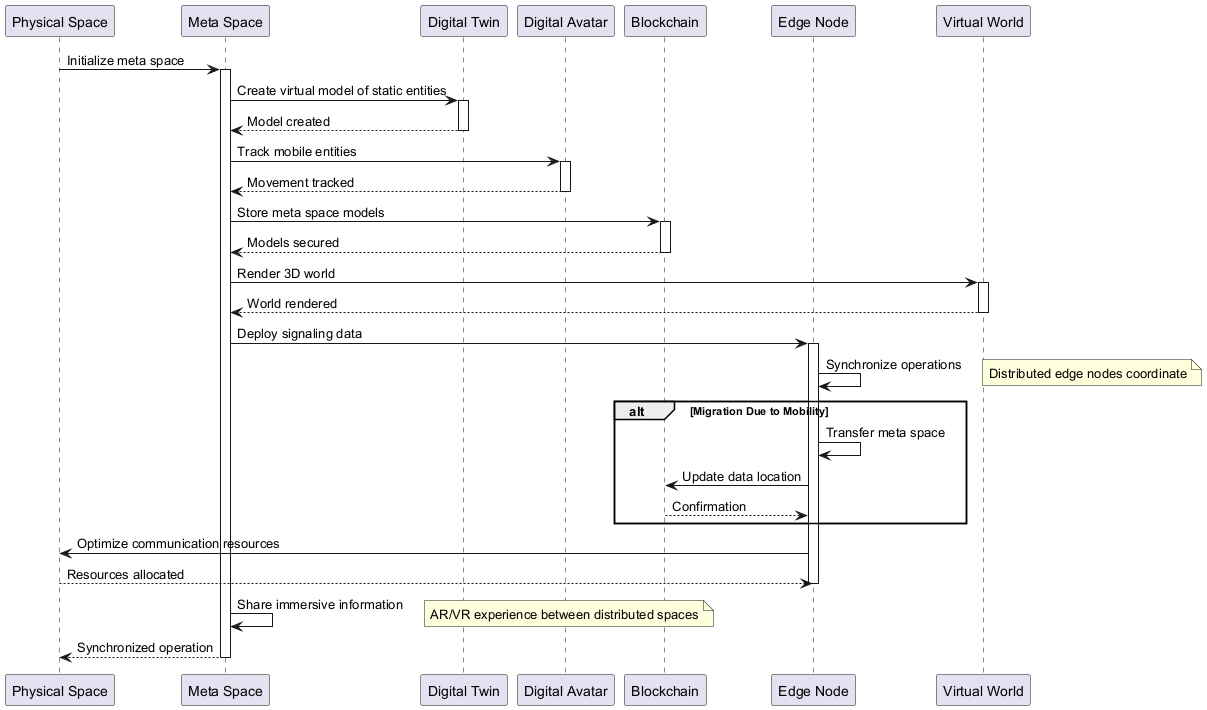 Physical Space
Meta Space
Digital Twin
Digital Avatar
Blockchain
Edge Node
Virtual World
Initialize meta space
Create virtual model of static entities
Model created
Track mobile entities
Movement tracked
Store meta space models
Models secured
Render 3D world
World rendered
Deploy signaling data
Synchronize operations
Distributed edge nodes coordinate
alt
[Migration Due to Mobility]
Transfer meta space
Update data location
Confirmation
Optimize communication resources
Resources allocated
Share immersive information
AR/VR experience between distributed spaces
Synchronized operation
Physical Space
Meta Space
Digital Twin
Digital Avatar
Blockchain
Edge Node
Virtual World